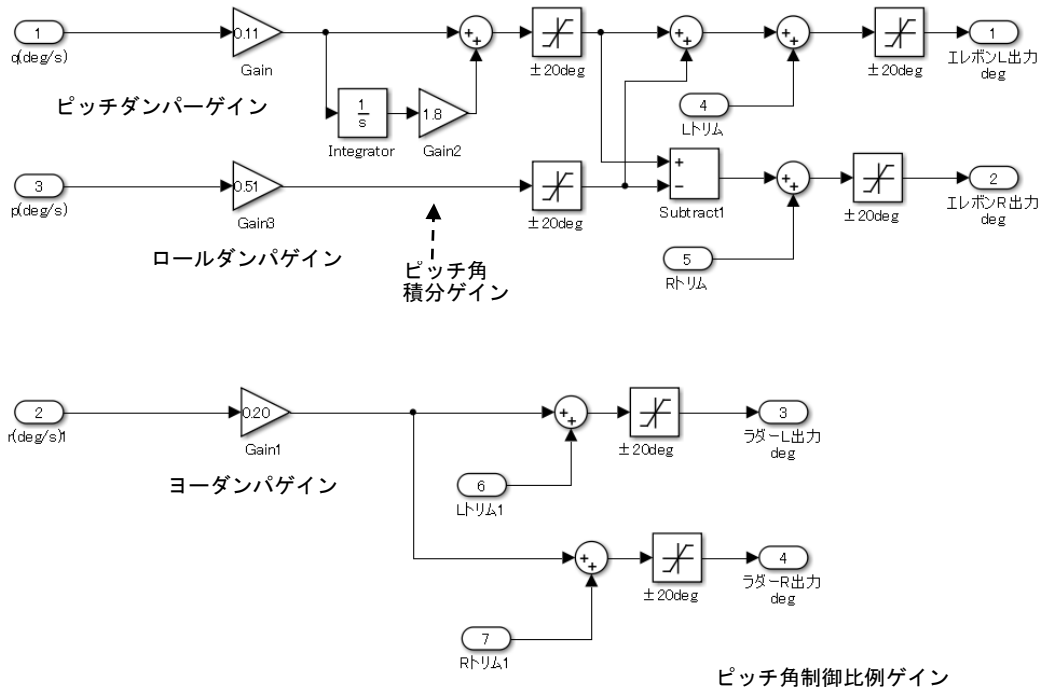 1
q(deg/s)
0.11
Gain
±20deg
±20deg
1
エレボンL出力
deg
ピッチダンパーゲイン
1
s
Integrator
1.8
Gain2
4
Lトリム
3
p(deg/s)
0.51
Gain3
±20deg
Subtract1
±20deg
2
エレボンR出力
deg
ロールダンパゲイン
ピッチ角
積分ゲイン
5
Rトリム
2
r(deg/s)1
0.20
Gain1
±20deg
3
ラダーL出力
deg
ヨーダンパゲイン
6
Lトリム1
±20deg
4
ラダーR出力
deg
7
Rトリム1
ピッチ角制御比例ゲイン